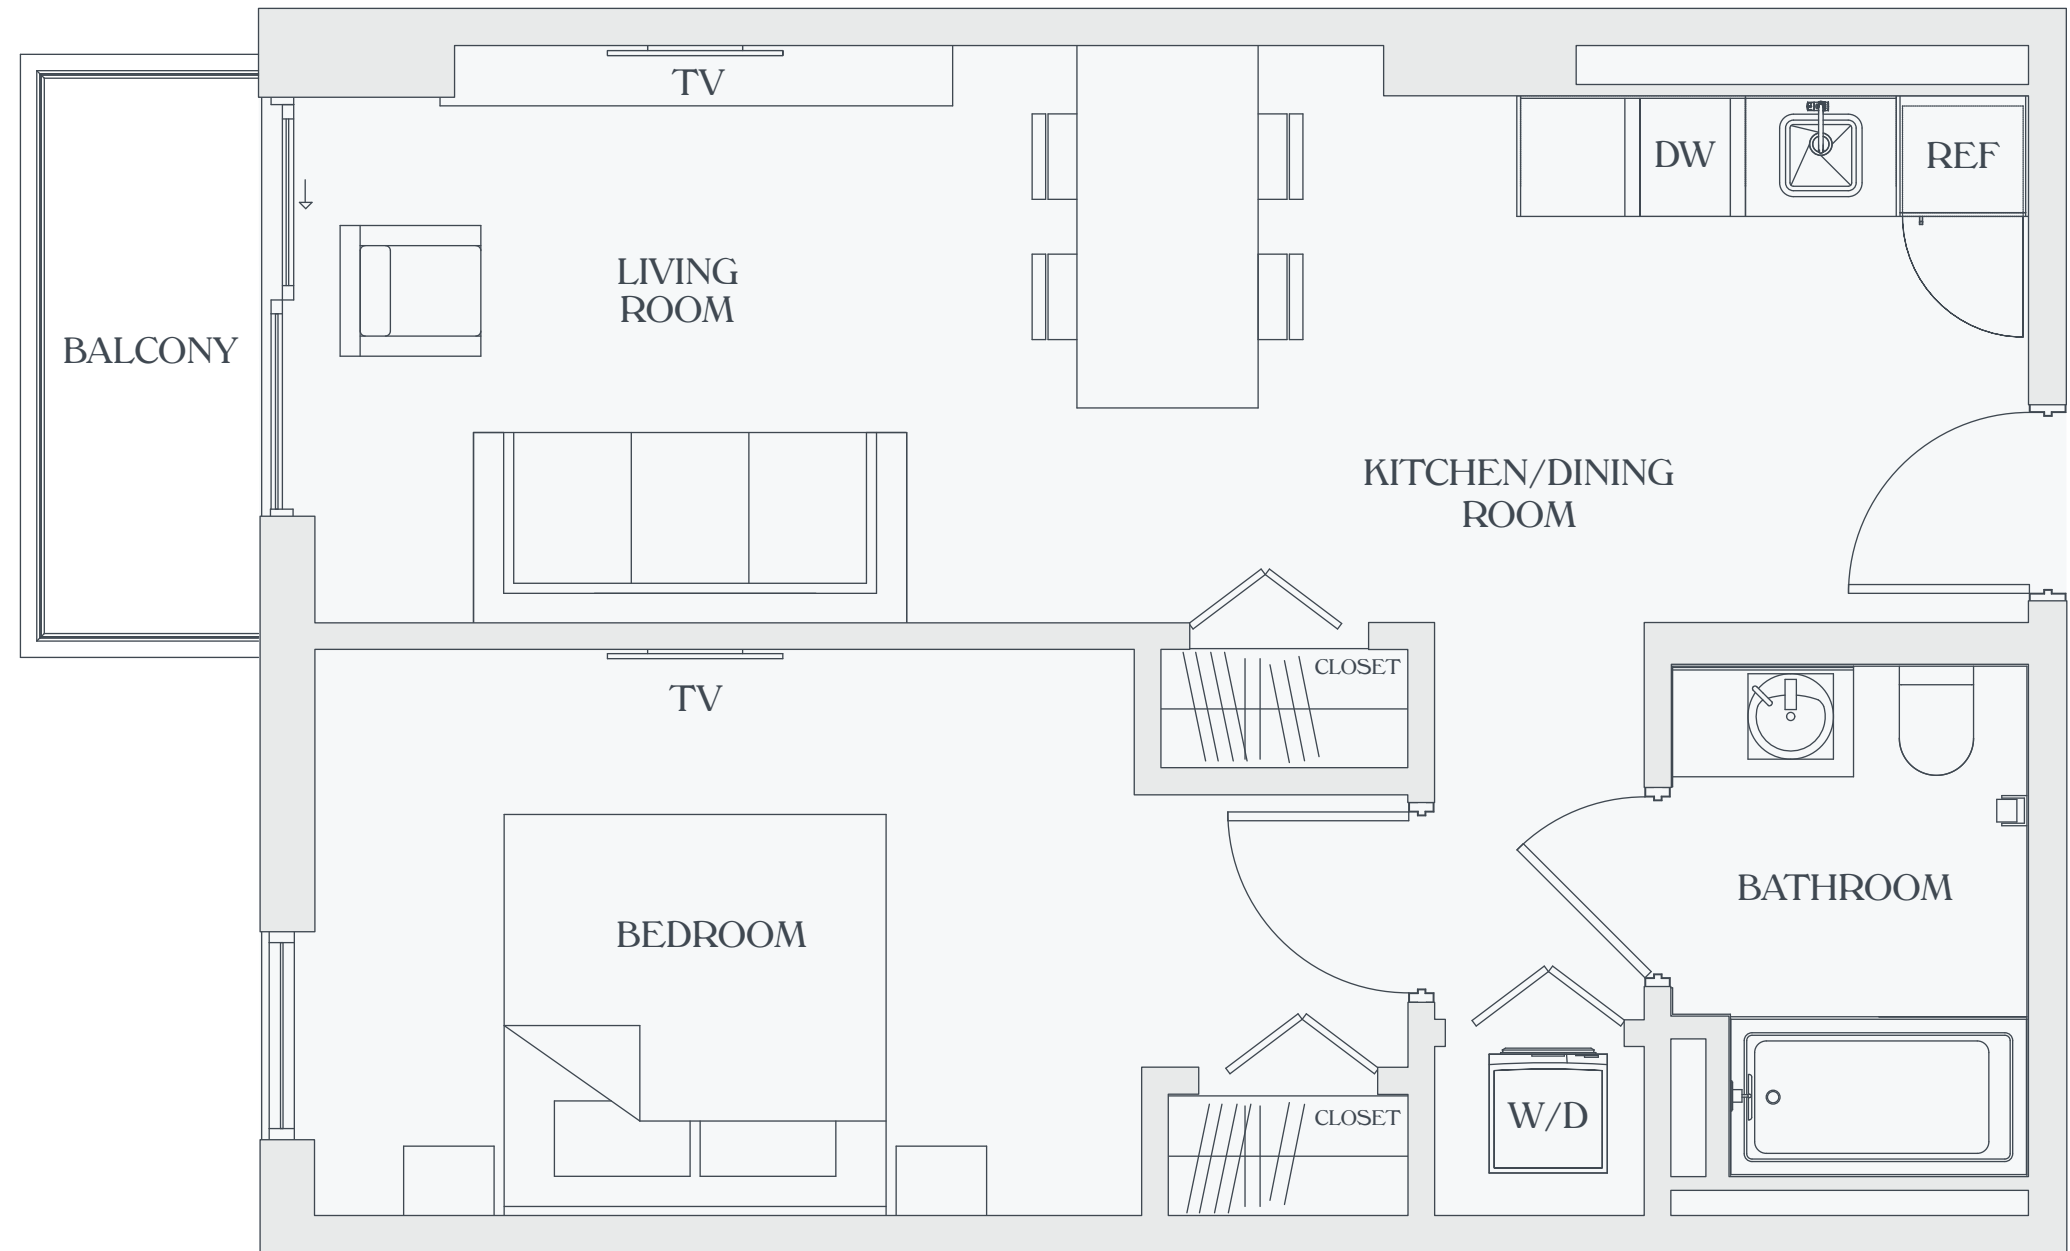 TV
DW
REF
LIVING
ROOM
BALCONY
KITCHEN/DINING
ROOM
CLOSET
TV
BATHROOM
BEDROOM
CLOSET
W/D